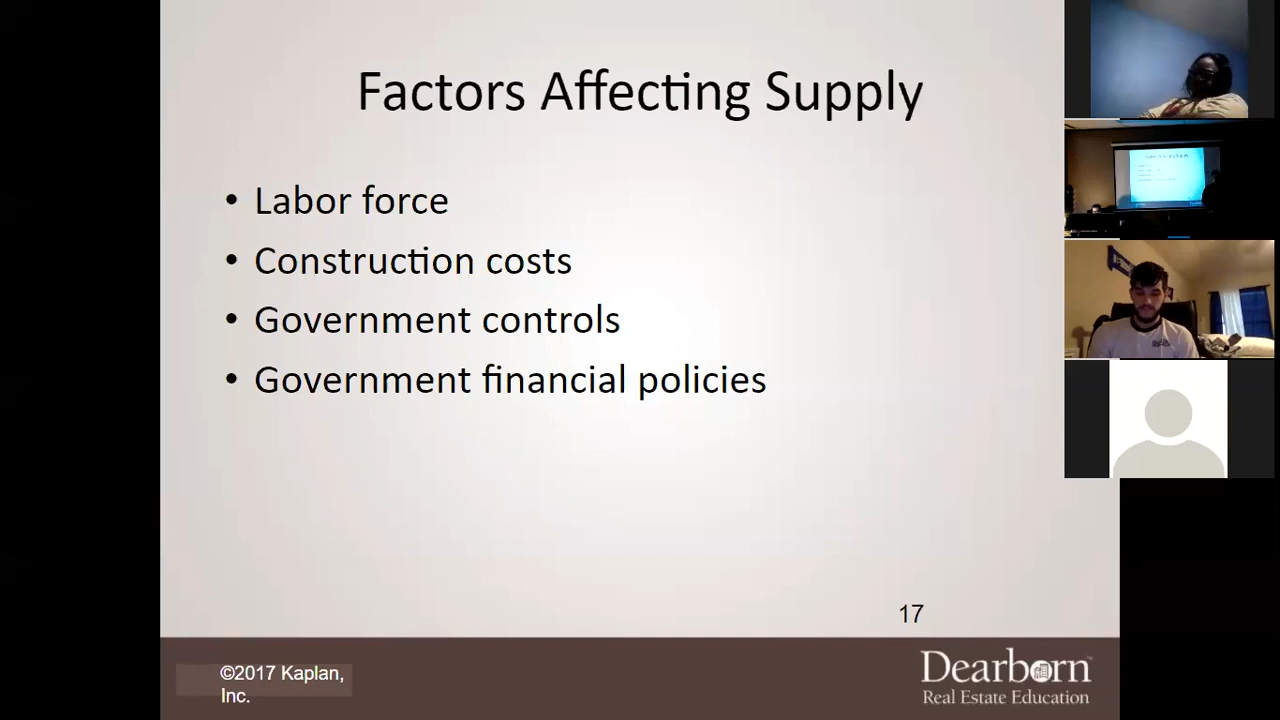 Factors Affecting Supply
• Labor force
• Construction costs
• Government controls
• Government financial policies
17
©2017 Kaplan,
Inc.
Dearborn™
Real Estate Education